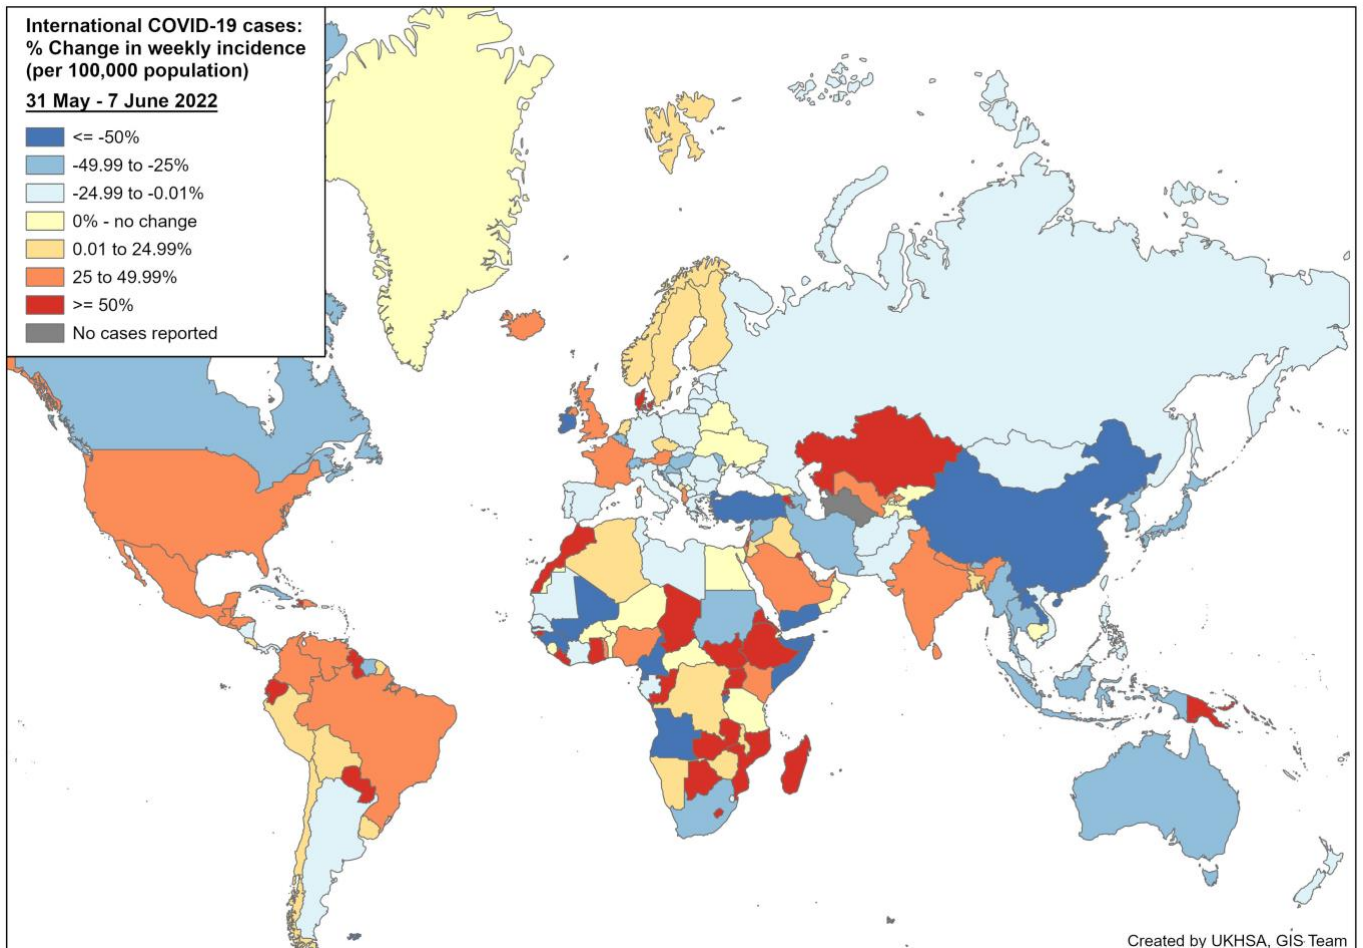 International COVID-19 cases:
% Change in weekly incidence
(per 100,000 population)
31 May - 7 June 2022
<= -50%
-49.99 to -25%
-24.99 to -0.01%
0% - no change
0.01 to 24.99%
25 to 49.99%
>= 50%
No cases reported
Created by UKHSA, GIS Team